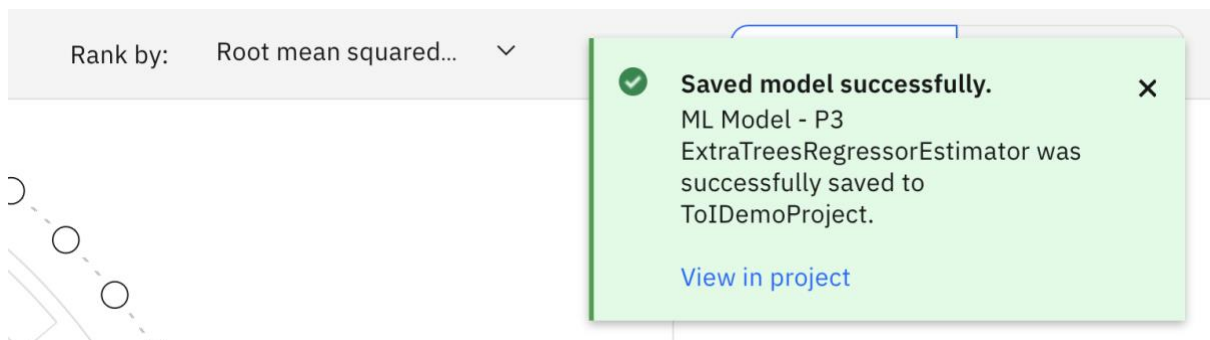 Rank by: Root mean squared...
Saved model successfully.
ML Model - P3
ExtraTreesRegressorEstimator was
successfully saved to
ToIDemoProject.
View in project